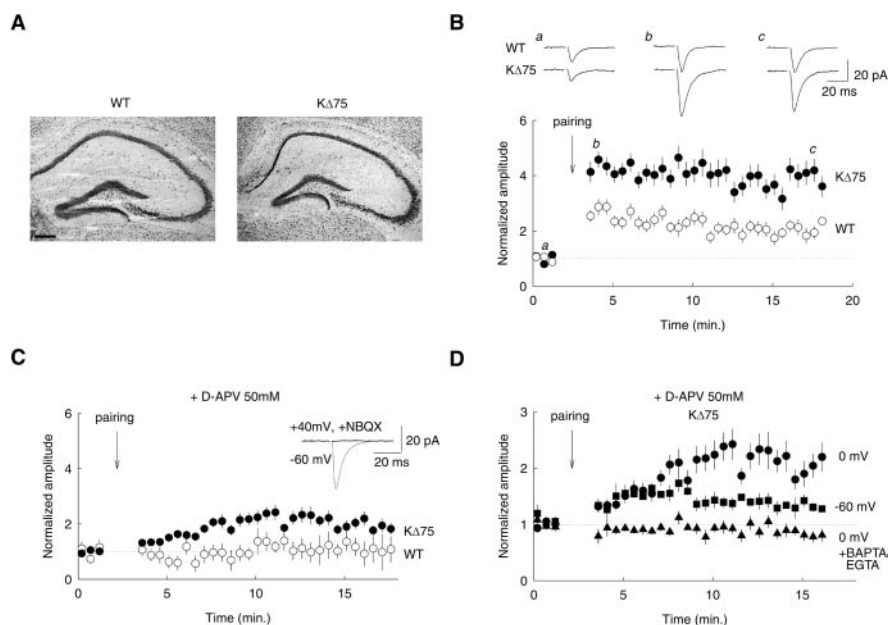 A
WT
KΔ75
B
a
b
c
WT
KΔ75
20 pA
20 ms
pairing
b
c
KΔ75
WT
a
Normalized amplitude
6
4
2
0
0
5
10
15
20
Time (min.)
C
+ D-APV 50mM
pairing
+40mV, +NBQX
-60 mV
20 pA
20 ms
KΔ75
WT
Normalized amplitude
6
4
2
0
0
5
10
15
Time (min.)
D
+ D-APV 50mM
KΔ75
pairing
0 mV
-60 mV
0 mV
+BAPTA/
EGTA
Normalized amplitude
3
2
1
0
0
5
10
15
Time (min.)